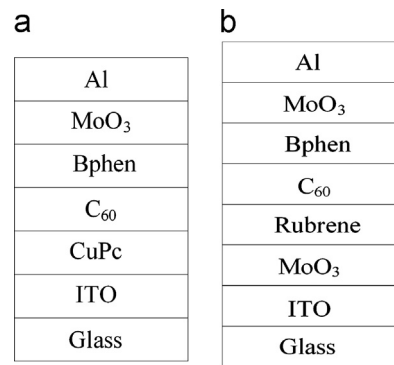 a
Al
MoO₃
Bphen
C₆₀
CuPc
ITO
Glass
b
Al
MoO₃
Bphen
C₆₀
Rubrene
MoO₃
ITO
Glass